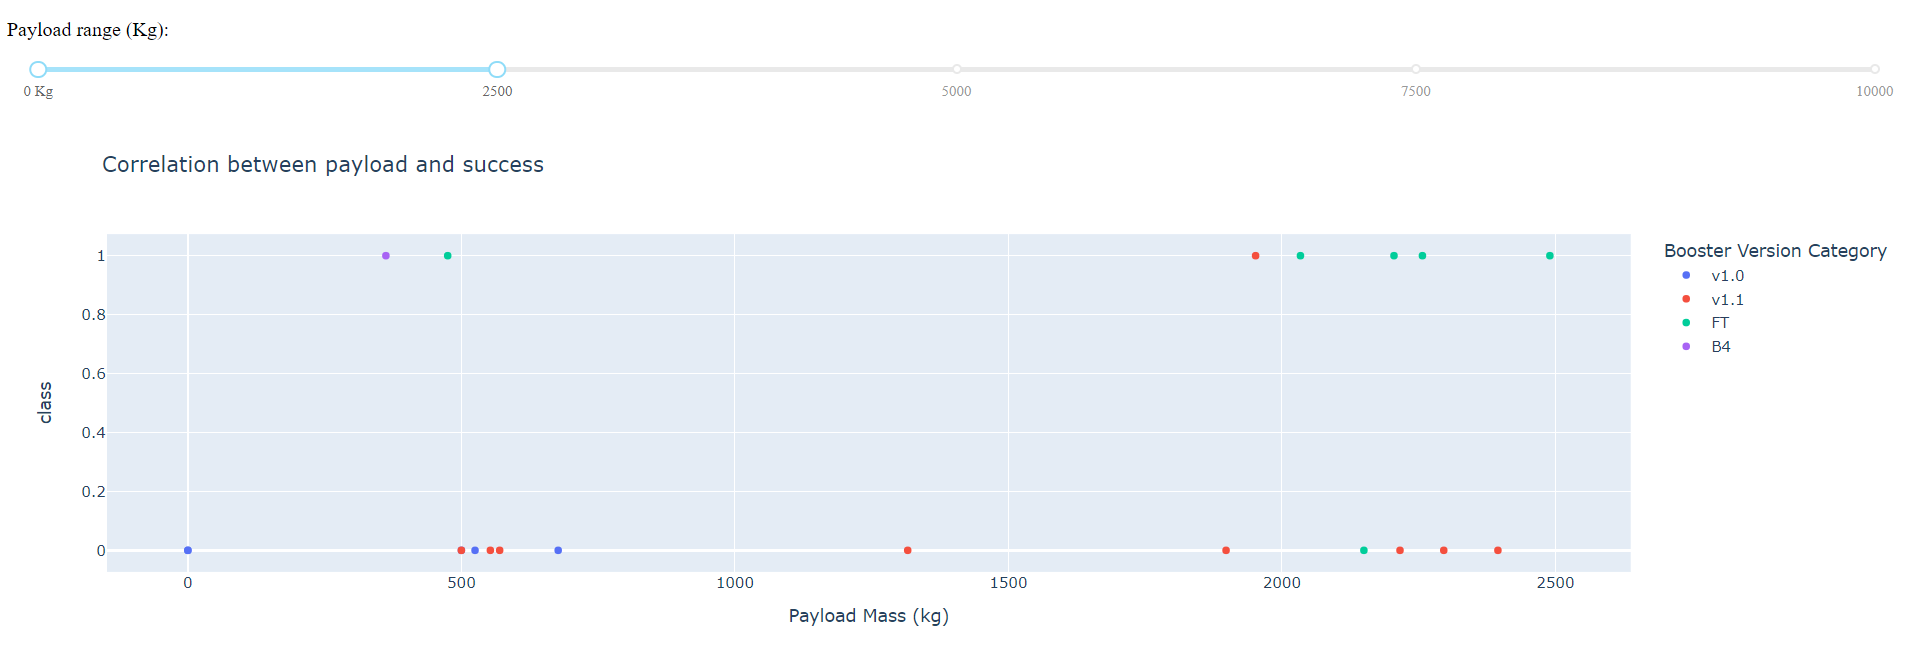 Payload range (Kg):
0 Kg 2500 5000 7500 10000
Correlation between payload and success
Booster Version Category
v1.0
v1.1
FT
B4
class
1
0.8
0.6
0.4
0.2
0
0 500 1000 1500 2000 2500
Payload Mass (kg)